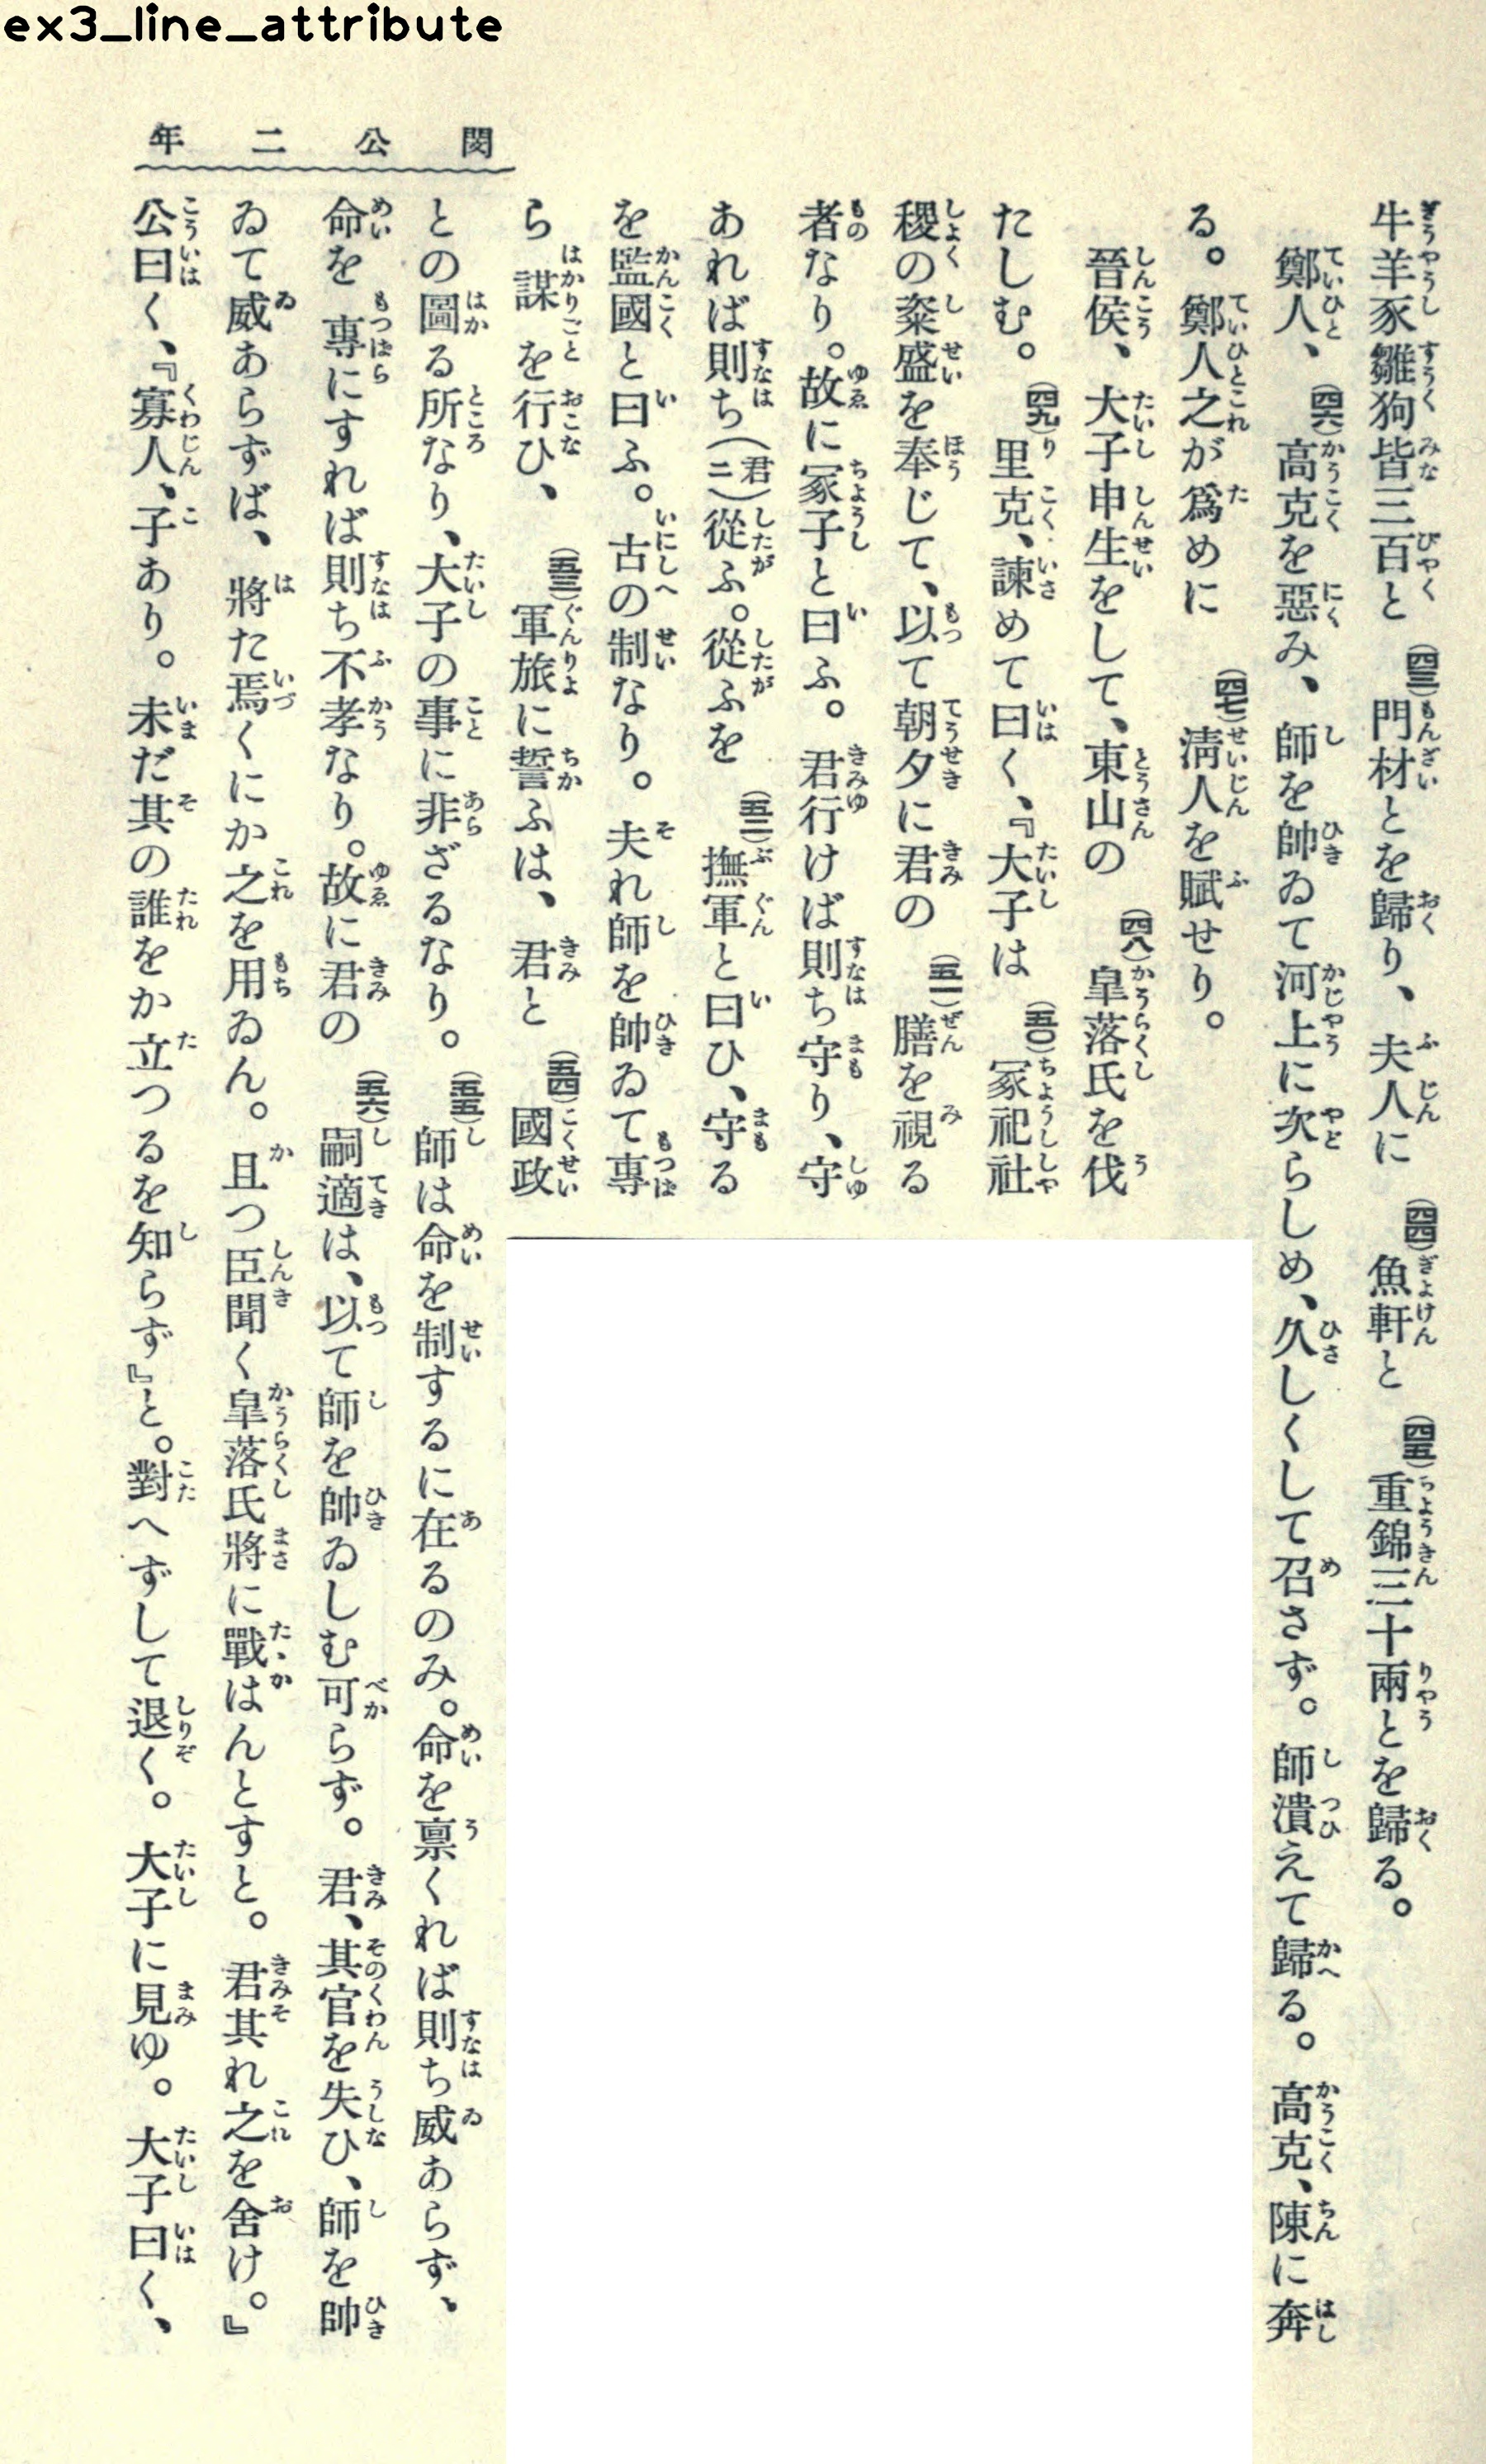 ex3_line_attribute
閔公二年
牛羊豕雞狗皆三百と(四三)門材とを歸り、夫人に(四四)魚軒と(四五)重錦三十兩とを歸る。
鄭人、(四六)高克を惡み、師を帥ゐて河上に次らしめ、久しくして召さず。師潰えて歸る。高克、陳に奔
る。鄭人之が爲めに(四七)淸人を賦せり。
晉侯、大子申生をして、東山の(四八)皐落氏を伐
たしむ。(四九)里克、諫めて曰く、『大子は(五〇)冢祀社
稷の粢盛を奉じて、以て朝夕に君の(五一)膳を視る
者なり。故に冢子と曰ふ。君行けば則ち守り、守
あれば則ち(君ニ)從ふ。從ふを(五二)撫軍と曰ひ、守る
を監國と曰ふ。古の制なり。夫れ師を帥ゐて專
ら謀を行ひ、(五三)軍旅に誓ふは、君と(五四)國政
との圖る所なり、大子の事に非ざるなり。(五五)師は命を制するに在るのみ。命を禀くれば則ち威あらず、
命を專にすれば則ち不孝なり。故に君の(五六)嗣適は、以て師を帥ゐしむ可らず。君、其官を失ひ、師を帥
ゐて威あらずば、將た焉くにか之を用ゐん。且つ臣聞く皐落氏將に戰はんとすと。君其れ之を舍け。』
公曰く、『寡人、子あり。未だ其の誰をか立つるを知らず』と。對へずして退く。大子に見ゆ。大子曰く、